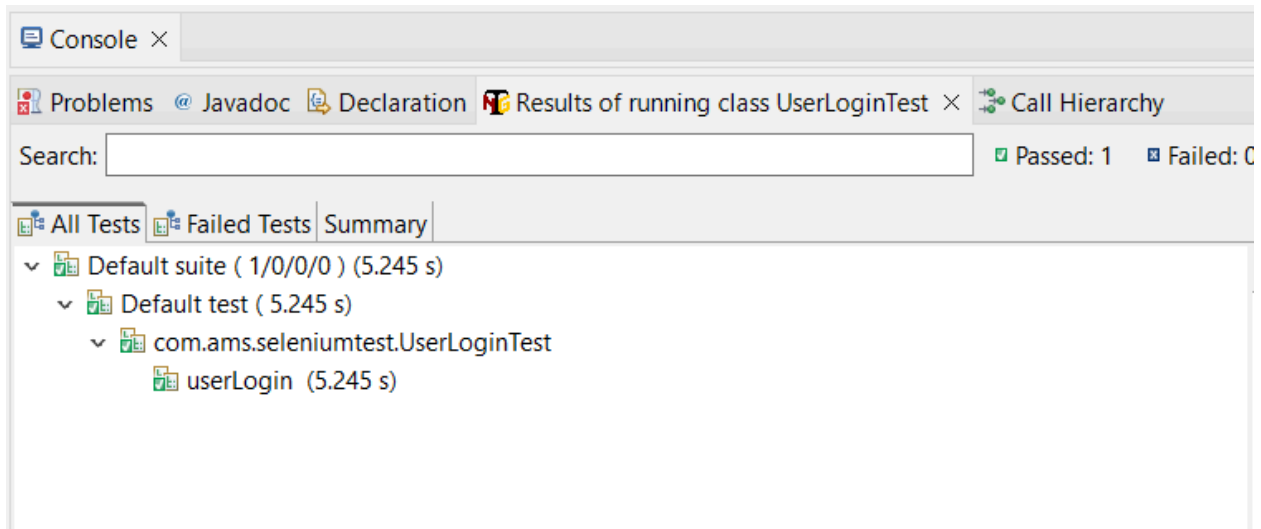 Console
Problems @ Javadoc Declaration Results of running class UserLoginTest Call Hierarchy
Search: Passed: 1 Failed: 0
All Tests Failed Tests Summary
Default suite ( 1/0/0/0 ) (5.245 s)
Default test ( 5.245 s)
com.ams.seleniumtest.UserLoginTest
userLogin (5.245 s)